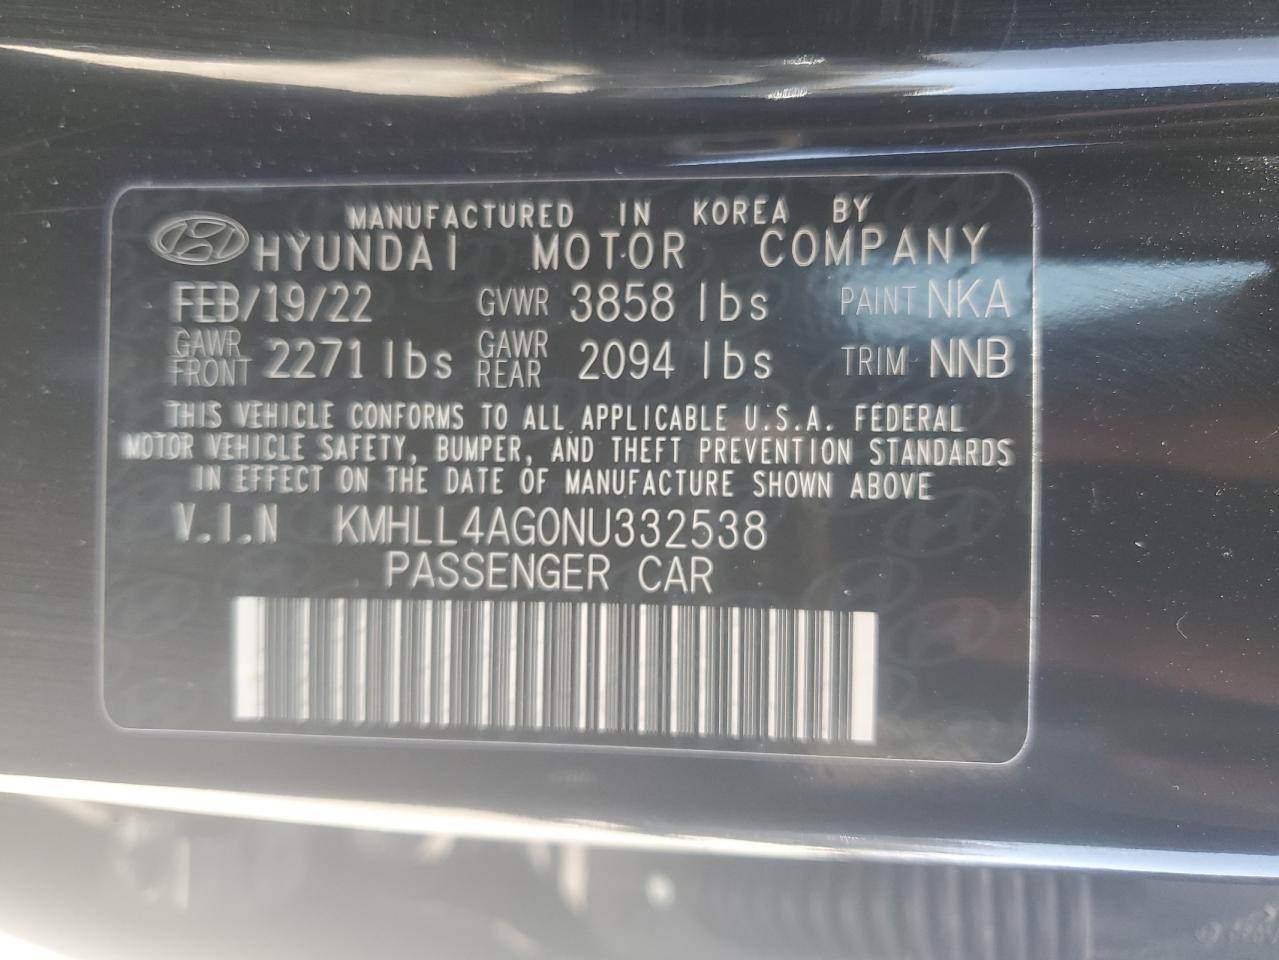 MANUFACTURED IN KOREA BY
HYUNDAI MOTOR COMPANY
FEB/19/22 GVWR 3858 lbs PAINT NKA
GAWR FRONT 2271 lbs GAWR REAR 2094 lbs TRIM NNB
THIS VEHICLE CONFORMS TO ALL APPLICABLE U.S.A. FEDERAL
MOTOR VEHICLE SAFETY, BUMPER, AND THEFT PREVENTION STANDARDS
IN EFFECT ON THE DATE OF MANUFACTURE SHOWN ABOVE
V.I.N KMHLL4AG0NU332538
PASSENGER CAR